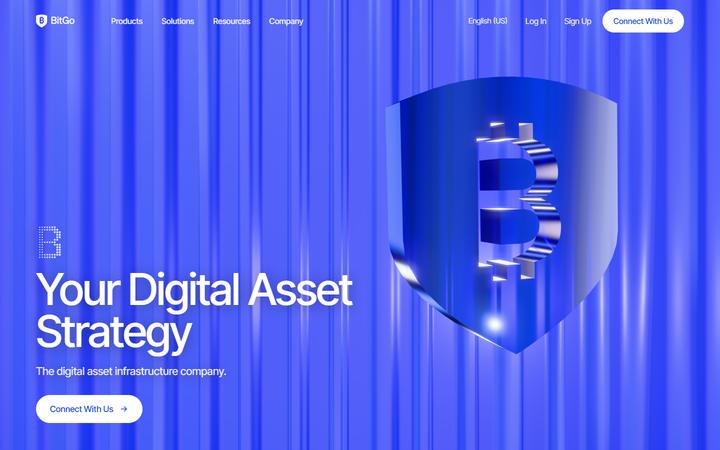 BitGo
Products
Solutions
Resources
Company
English (US)
Log In
Sign Up
Connect With Us
Your Digital Asset
Strategy
The digital asset infrastructure company.
Connect With Us →